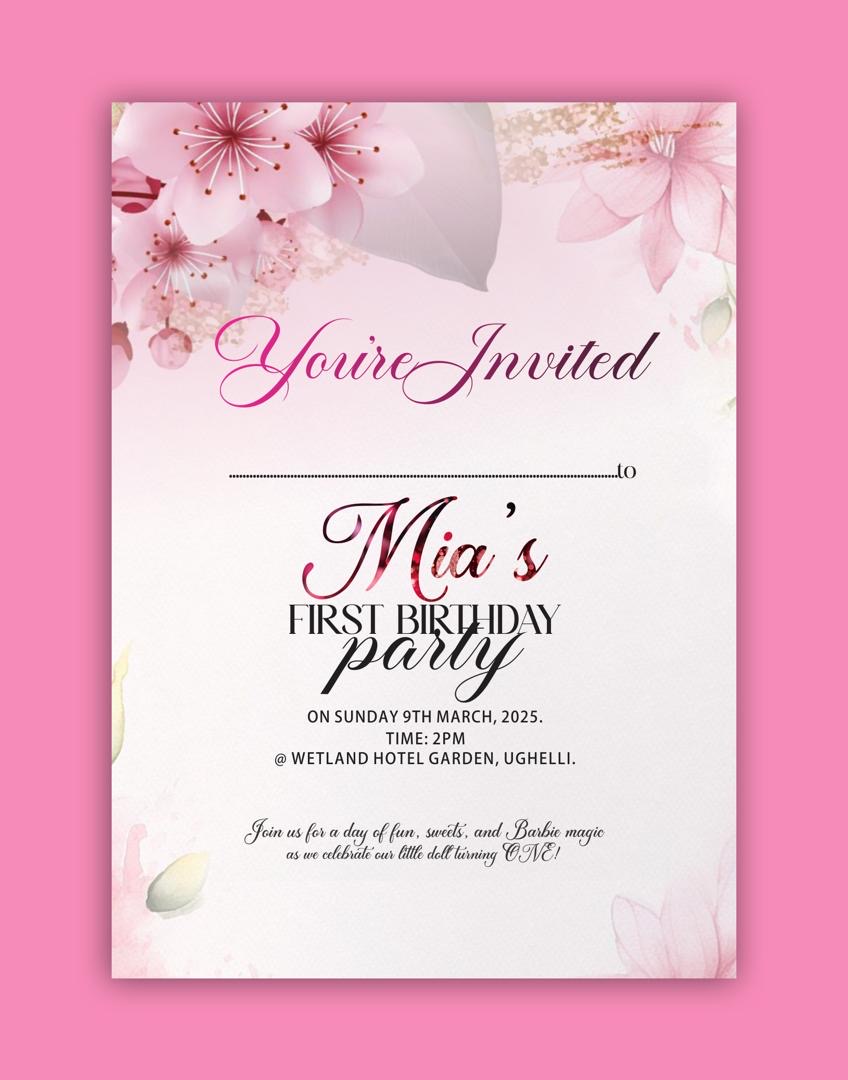 You're Invited
..........................................................................................to
Mia's
FIRST BIRTHDAY
party
ON SUNDAY 9TH MARCH, 2025.
TIME: 2PM
@ WETLAND HOTEL GARDEN, UGHELLI.
Join us for a day of fun, sweets, and Barbie magic
as we celebrate our little doll turning ONE!